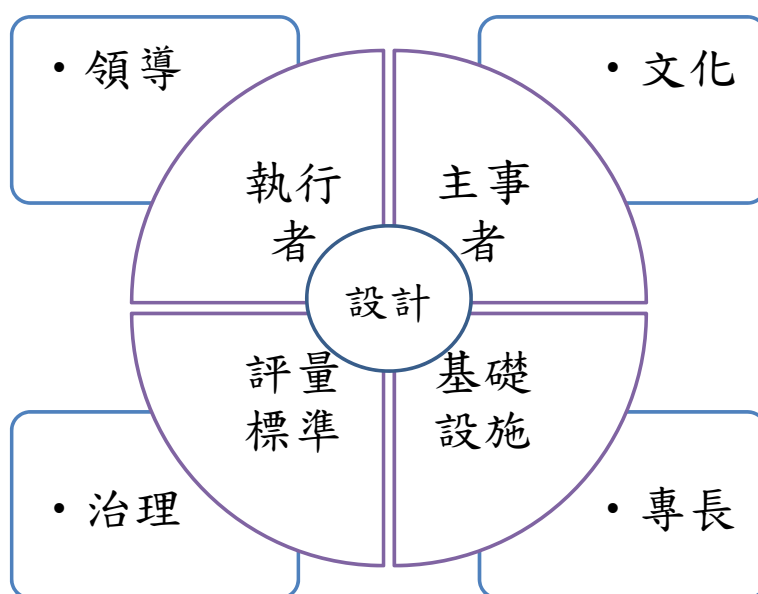 • 領導
• 文化
執行
者
主事
者
設計
評量
標準
基礎
設施
• 治理
• 專長